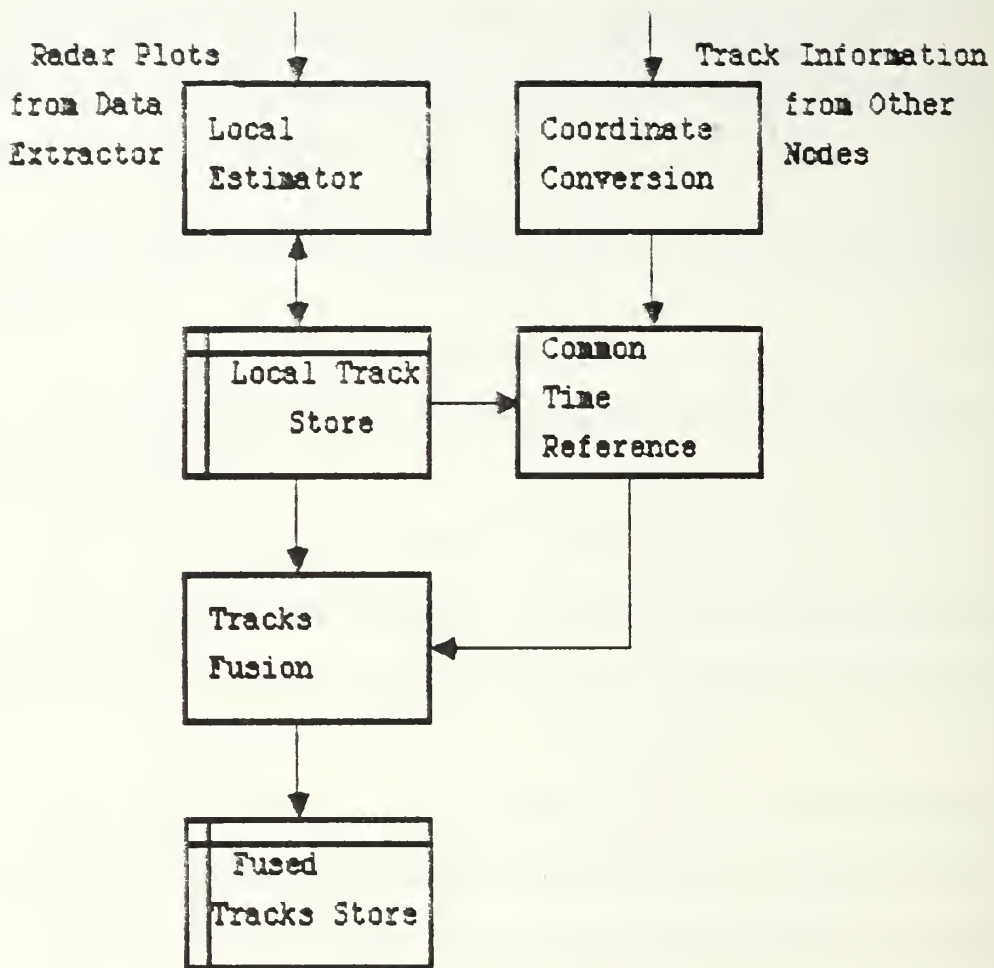 Radar Plots
from Data
Extractor
Local
Estimator
Coordinate
Conversion
Track Information
from Other
Nodes
Local Track
Store
Common
Time
Reference
Tracks
Fusion
Fused
Tracks Store